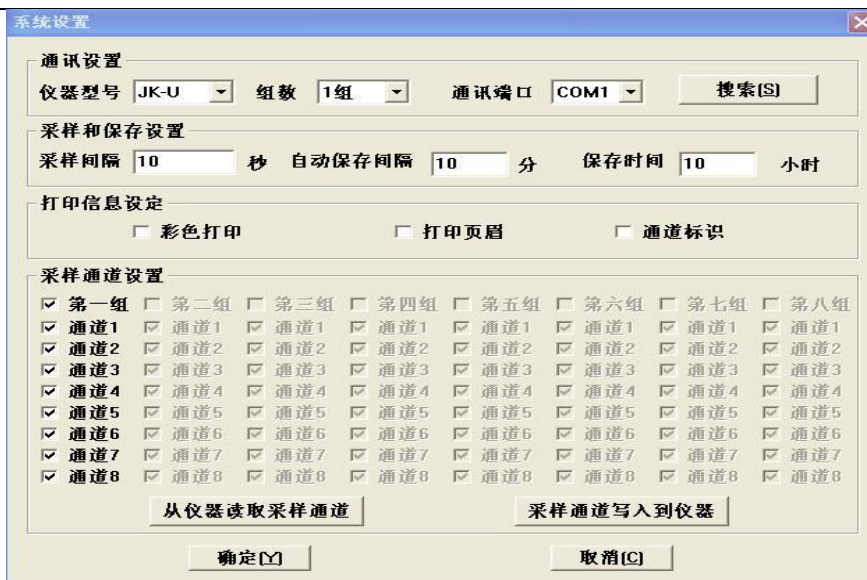 系统设置
通讯设置
仪器型号 JK-U 组数 1组 通讯端口 COM1 搜索(S)
采样和保存设置
采样间隔 10 秒 自动保存间隔 10 分 保存时间 10 小时
打印信息设定
彩色打印 打印页眉 通道标识
采样通道设置
第一组 第二组 第三组 第四组 第五组 第六组 第七组 第八组
通道1 通道1 通道1 通道1 通道1 通道1 通道1 通道1
通道2 通道2 通道2 通道2 通道2 通道2 通道2 通道2
通道3 通道3 通道3 通道3 通道3 通道3 通道3 通道3
通道4 通道4 通道4 通道4 通道4 通道4 通道4 通道4
通道5 通道5 通道5 通道5 通道5 通道5 通道5 通道5
通道6 通道6 通道6 通道6 通道6 通道6 通道6 通道6
通道7 通道7 通道7 通道7 通道7 通道7 通道7 通道7
通道8 通道8 通道8 通道8 通道8 通道8 通道8 通道8
从仪器读取采样通道 采样通道写入到仪器
确定(Y) 取消(C)